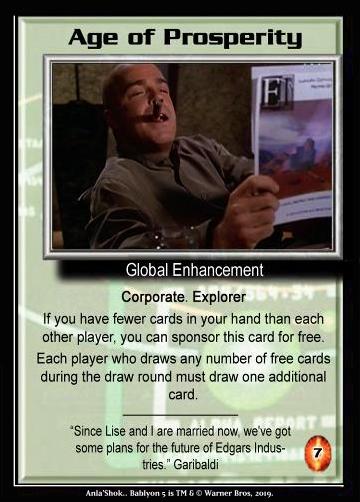 Age of Prosperity
Global Enhancement
Corporate. Explorer
If you have fewer cards in your hand than each
other player, you can sponsor this card for free.
Each player who draws any number of free cards
during the draw round must draw one additional
card.
“Since Lise and I are married now, we’ve got
some plans for the future of Edgars Indus-
tries.” Garibaldi
7
Anla'Shok.. Bablyon 5 is TM & © Warner Bros, 2019.